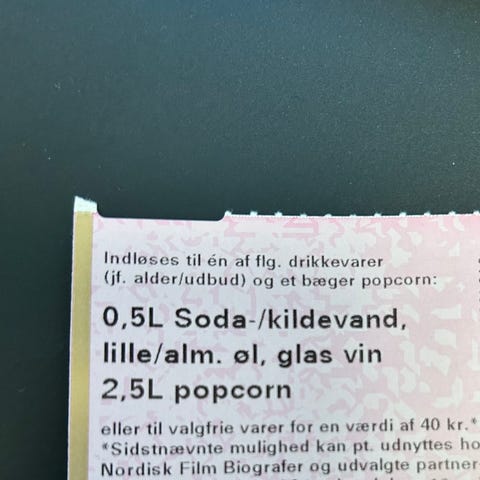 Indløses til én af flg. drikkevarer
(jf. alder/udbud) og et bæger popcorn:
0,5L Soda-/kildevand,
lille/alm. øl, glas vin
2,5L popcorn
eller til valgfrie varer for en værdi af 40 kr.*
*Sidstnævnte mulighed kan pt. udnyttes ho
Nordisk Film Biografer og udvalgte partner